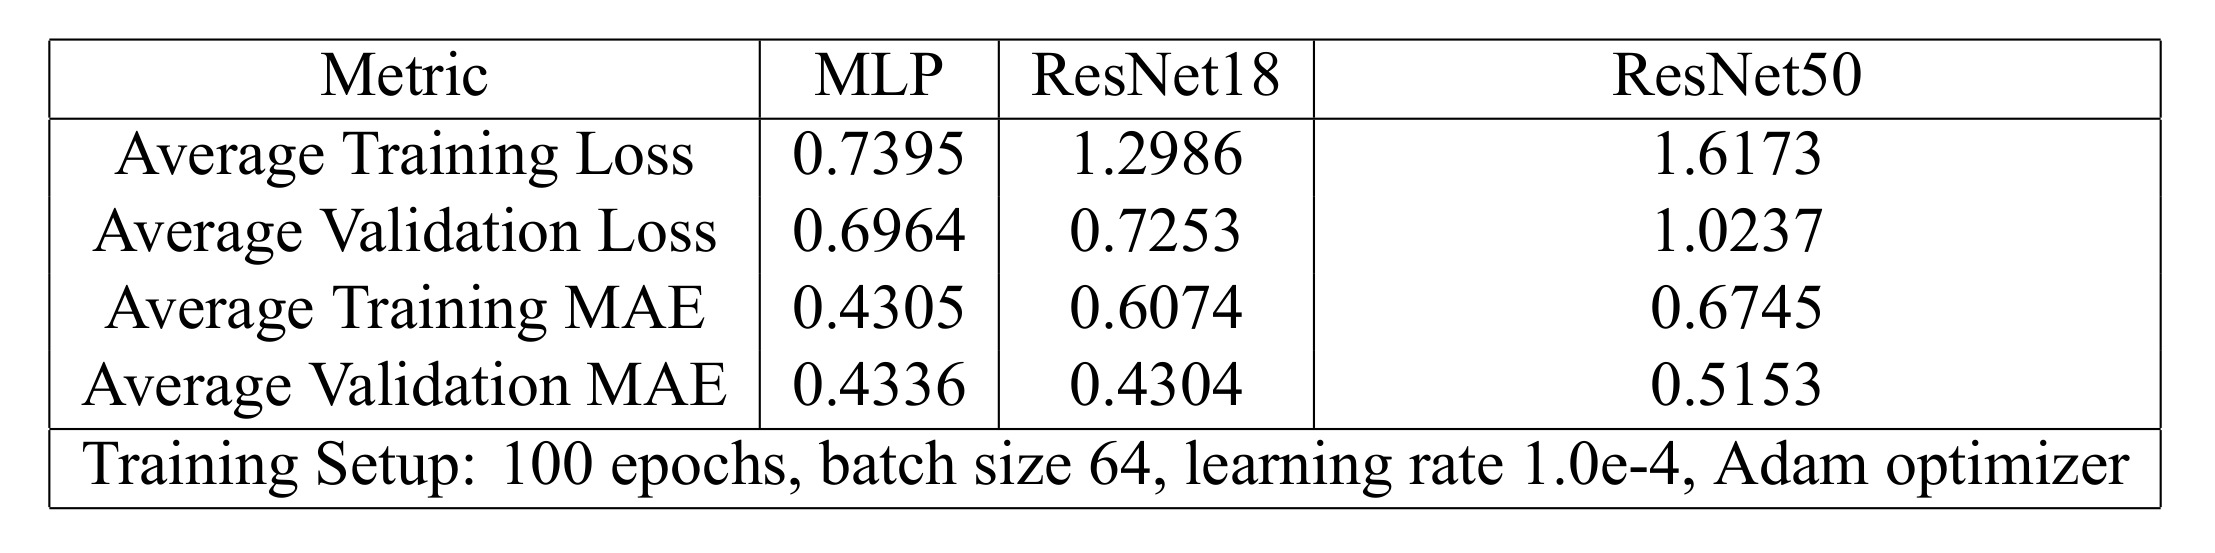 Metric MLP ResNet18 ResNet50
Average Training Loss 0.7395 1.2986 1.6173
Average Validation Loss 0.6964 0.7253 1.0237
Average Training MAE 0.4305 0.6074 0.6745
Average Validation MAE 0.4336 0.4304 0.5153
Training Setup: 100 epochs, batch size 64, learning rate 1.0e-4, Adam optimizer